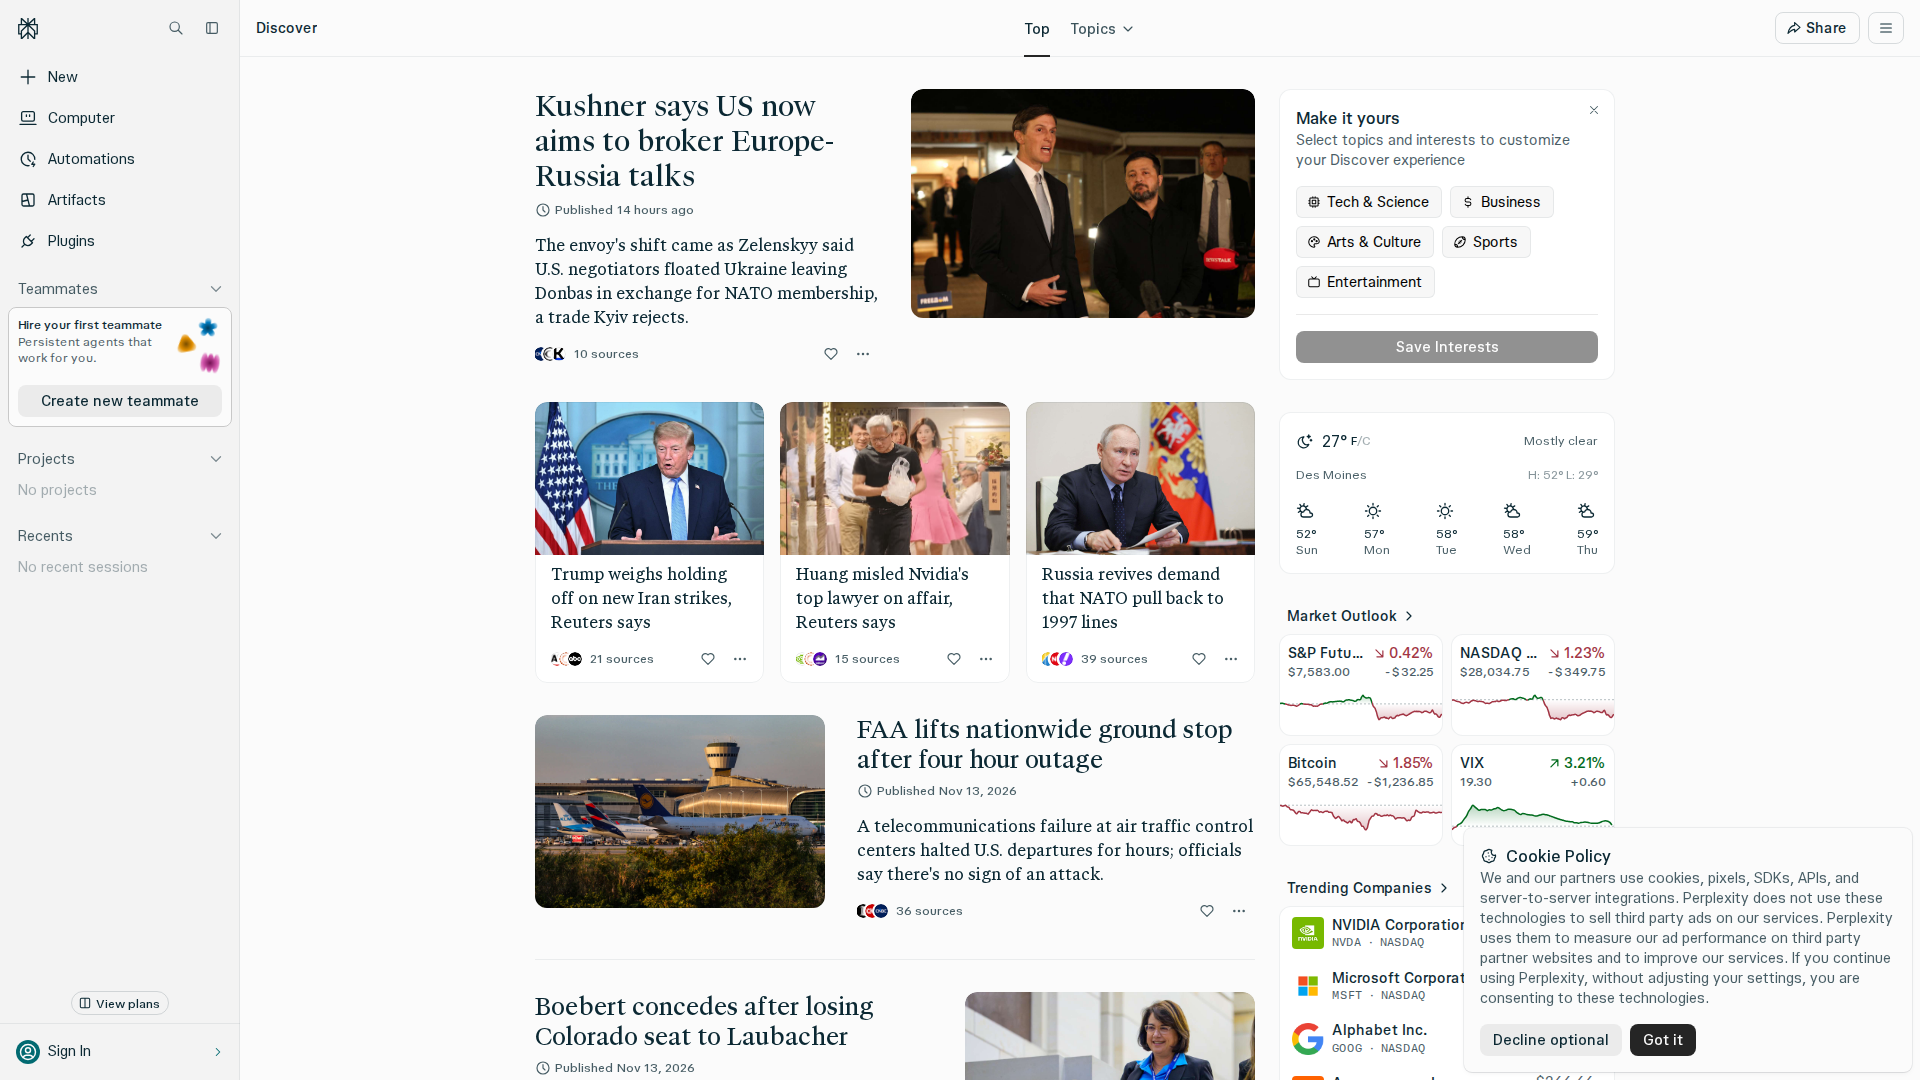 Discover
Top
Topics
Share
New
Computer
Automations
Artifacts
Plugins
Teammates
Hire your first teammate
Persistent agents that
work for you.
Create new teammate
Projects
No projects
Recents
No recent sessions
View plans
Sign In
Kushner says US now
aims to broker Europe-
Russia talks
Published 14 hours ago
The envoy's shift came as Zelenskyy said
U.S. negotiators floated Ukraine leaving
Donbas in exchange for NATO membership,
a trade Kyiv rejects.
10 sources
Trump weighs holding
off on new Iran strikes,
Reuters says
21 sources
Huang misled Nvidia's
top lawyer on affair,
Reuters says
15 sources
Russia revives demand
that NATO pull back to
1997 lines
39 sources
FAA lifts nationwide ground stop
after four hour outage
Published Nov 13, 2026
A telecommunications failure at air traffic control
centers halted U.S. departures for hours; officials
say there's no sign of an attack.
36 sources
Boebert concedes after losing
Colorado seat to Laubacher
Published Nov 13, 2026
Make it yours
Select topics and interests to customize
your Discover experience
Tech & Science
Business
Arts & Culture
Sports
Entertainment
Save Interests
27° F/C
Mostly clear
Des Moines
H: 52° L: 29°
52° 57° 58° 58° 59°
Sun Mon Tue Wed Thu
Market Outlook
S&P Futu... 0.42%
$7,583.00 -$32.25
NASDAQ ... 1.23%
$28,034.75 -$349.75
Bitcoin 1.85%
$65,548.52 -$1,236.85
VIX 3.21%
19.30 +0.60
Trending Companies
NVIDIA Corporation
NVDA · NASDAQ
Microsoft Corporat
MSFT · NASDAQ
Alphabet Inc.
GOOG · NASDAQ
Cookie Policy
We and our partners use cookies, pixels, SDKs, APIs, and
server-to-server integrations. Perplexity does not use these
technologies to sell third party ads on our services. Perplexity
uses them to measure our ad performance on third party
partner websites and to improve our services. If you continue
using Perplexity, without adjusting your settings, you are
consenting to these technologies.
Decline optional
Got it